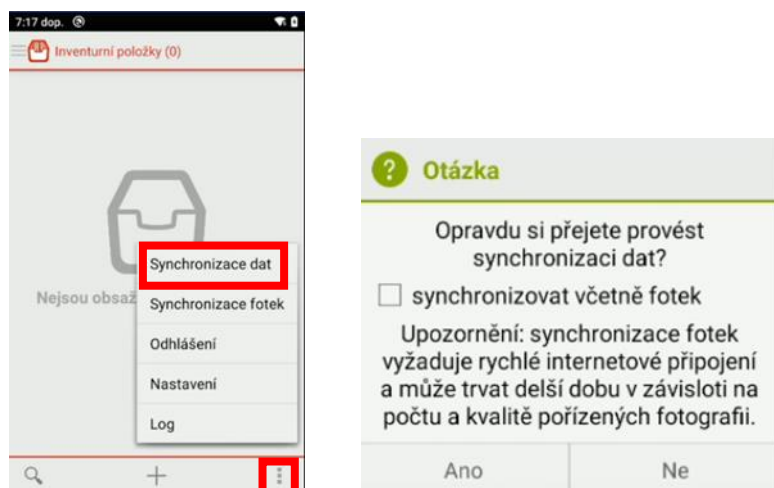 7:17 dop.
Inventurní položky (0)
Synchronizace dat
Nejsou obsaž
Synchronizace fotek
Odhlášení
Nastavení
Log
Otázka
Opravdu si přejete provést
synchronizaci dat?
synchronizovat včetně fotek
Upozornění: synchronizace fotek
vyžaduje rychlé internetové připojení
a může trvat delší dobu v závisloti na
počtu a kvalitě pořízených fotografii.
Ano
Ne